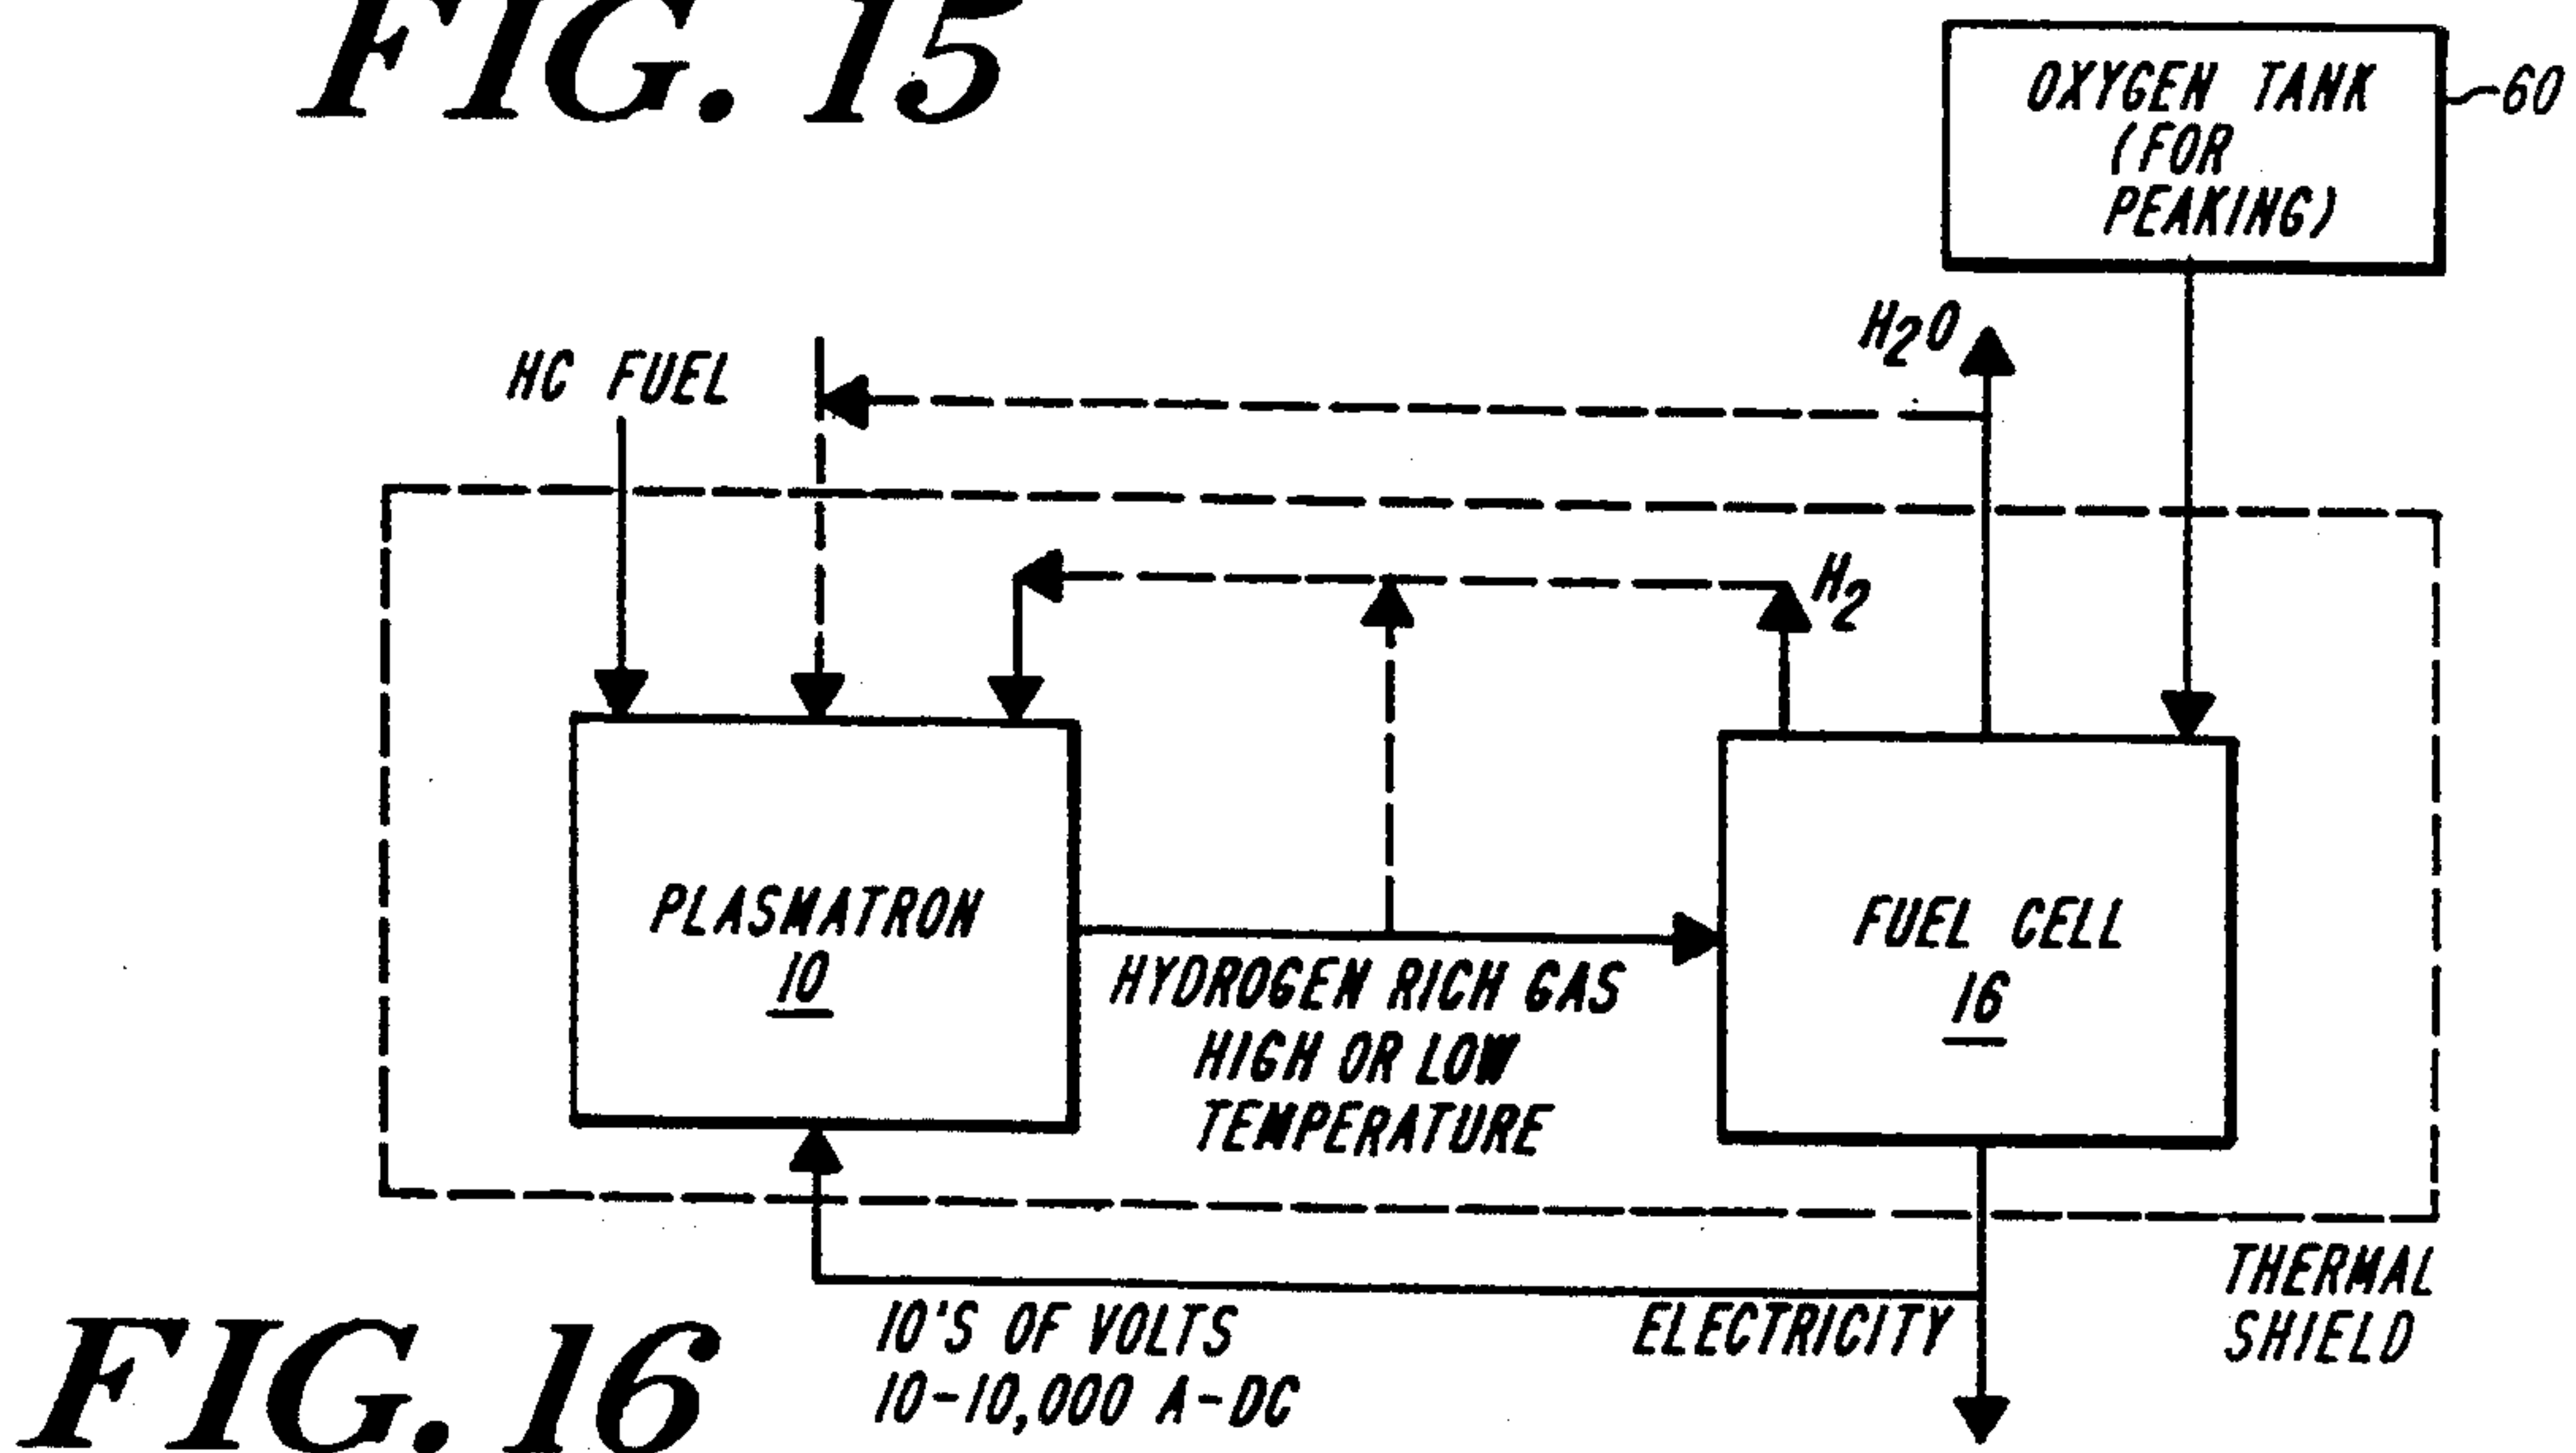 FIG. 15
OXYGEN TANK
(FOR
PEAKING)
60
HC FUEL
H2O
H2
PLASMATRON
10
HYDROGEN RICH GAS
HIGH OR LOW
TEMPERATURE
FUEL CELL
16
THERMAL
SHIELD
ELECTRICITY
10'S OF VOLTS
10-10,000 A-DC
FIG. 16